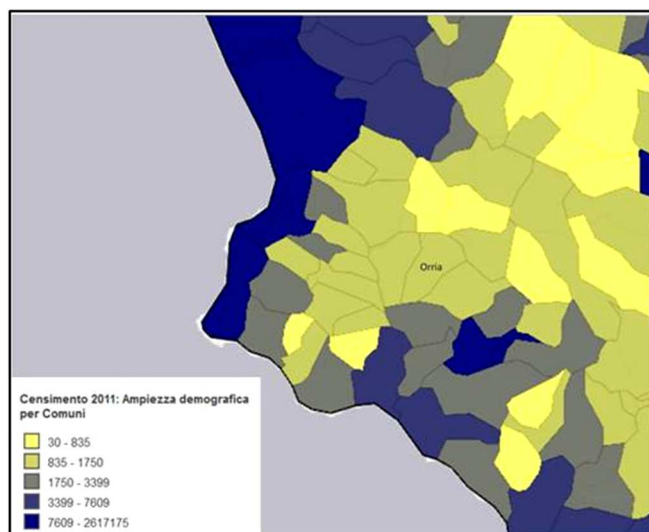 Orria
Censimento 2011: Ampiezza demografica
per Comuni
30 - 835
835 - 1750
1750 - 3399
3399 - 7609
7609 - 2617175